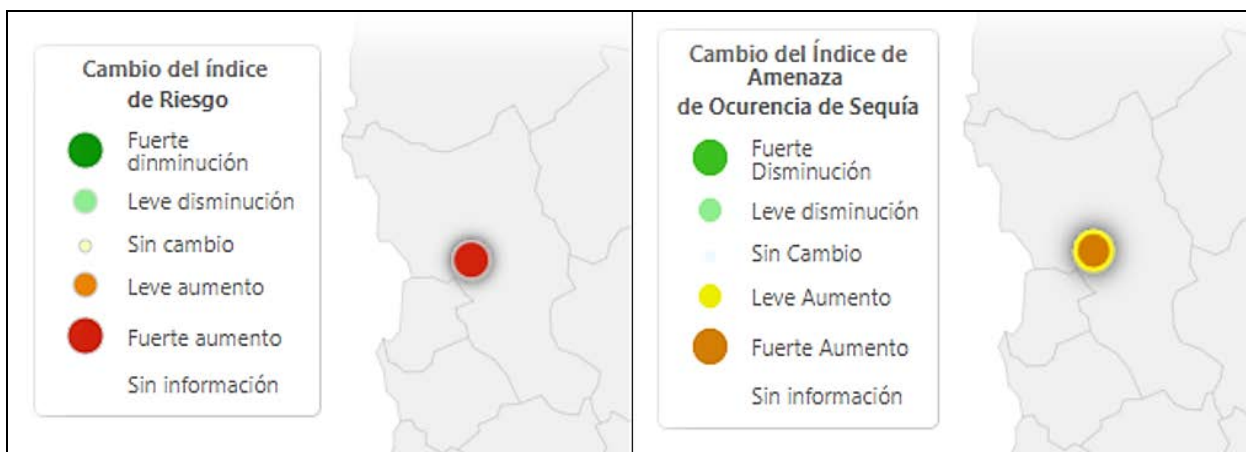 Cambio del índice
de Riesgo
Fuerte
dinminución
Leve disminución
Sin cambio
Leve aumento
Fuerte aumento
Sin información
Cambio del Índice de
Amenaza
de Ocurencia de Sequía
Fuerte
Disminución
Leve disminución
Sin Cambio
Leve Aumento
Fuerte Aumento
Sin información